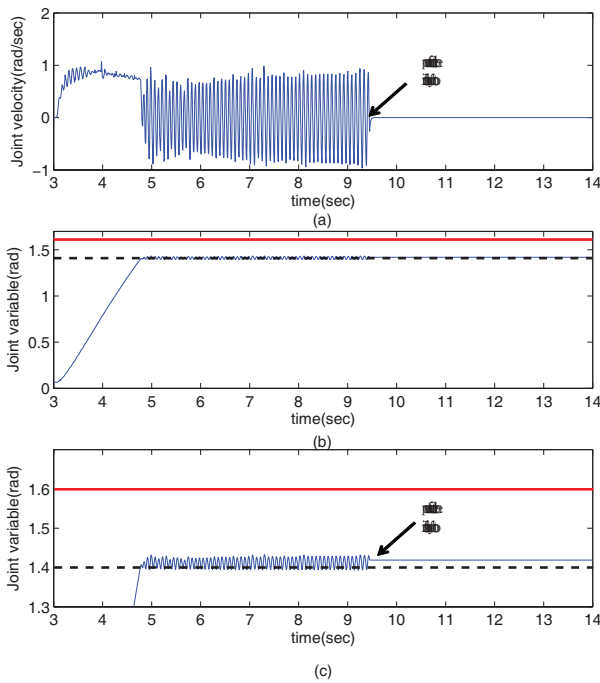 2
1
0
−1
Joint velocity(rad/sec)
3 4 5 6 7 8 9 10 11 12 13 14
time(sec)
(a)
1.5
1
0.5
0
Joint variable(rad)
3 4 5 6 7 8 9 10 11 12 13 14
time(sec)
(b)
1.6
1.5
1.4
1.3
Joint variable(rad)
3 4 5 6 7 8 9 10 11 12 13 14
time(sec)
(c)